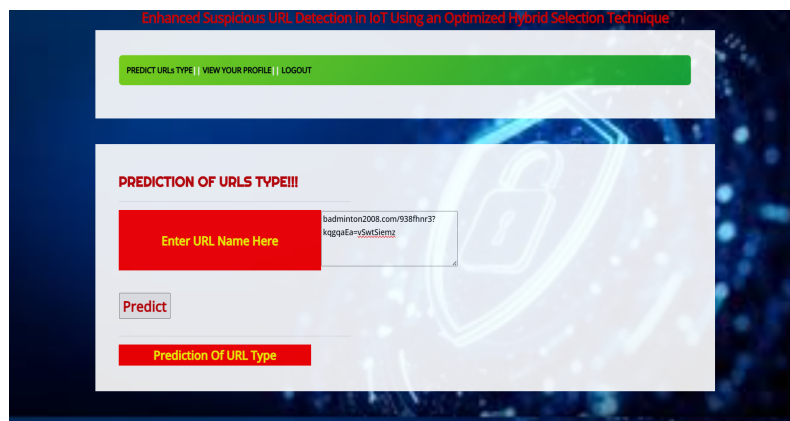 Enhanced Suspicious URL Detection in IoT Using an Optimized Hybrid Selection Technique
PREDICT URLs TYPE || VIEW YOUR PROFILE || LOGOUT
PREDICTION OF URLS TYPE!!!
Enter URL Name Here
badminton2008.com/938fhnr3?
kqgqaEa=vSwtSiemz
Predict
Prediction Of URL Type